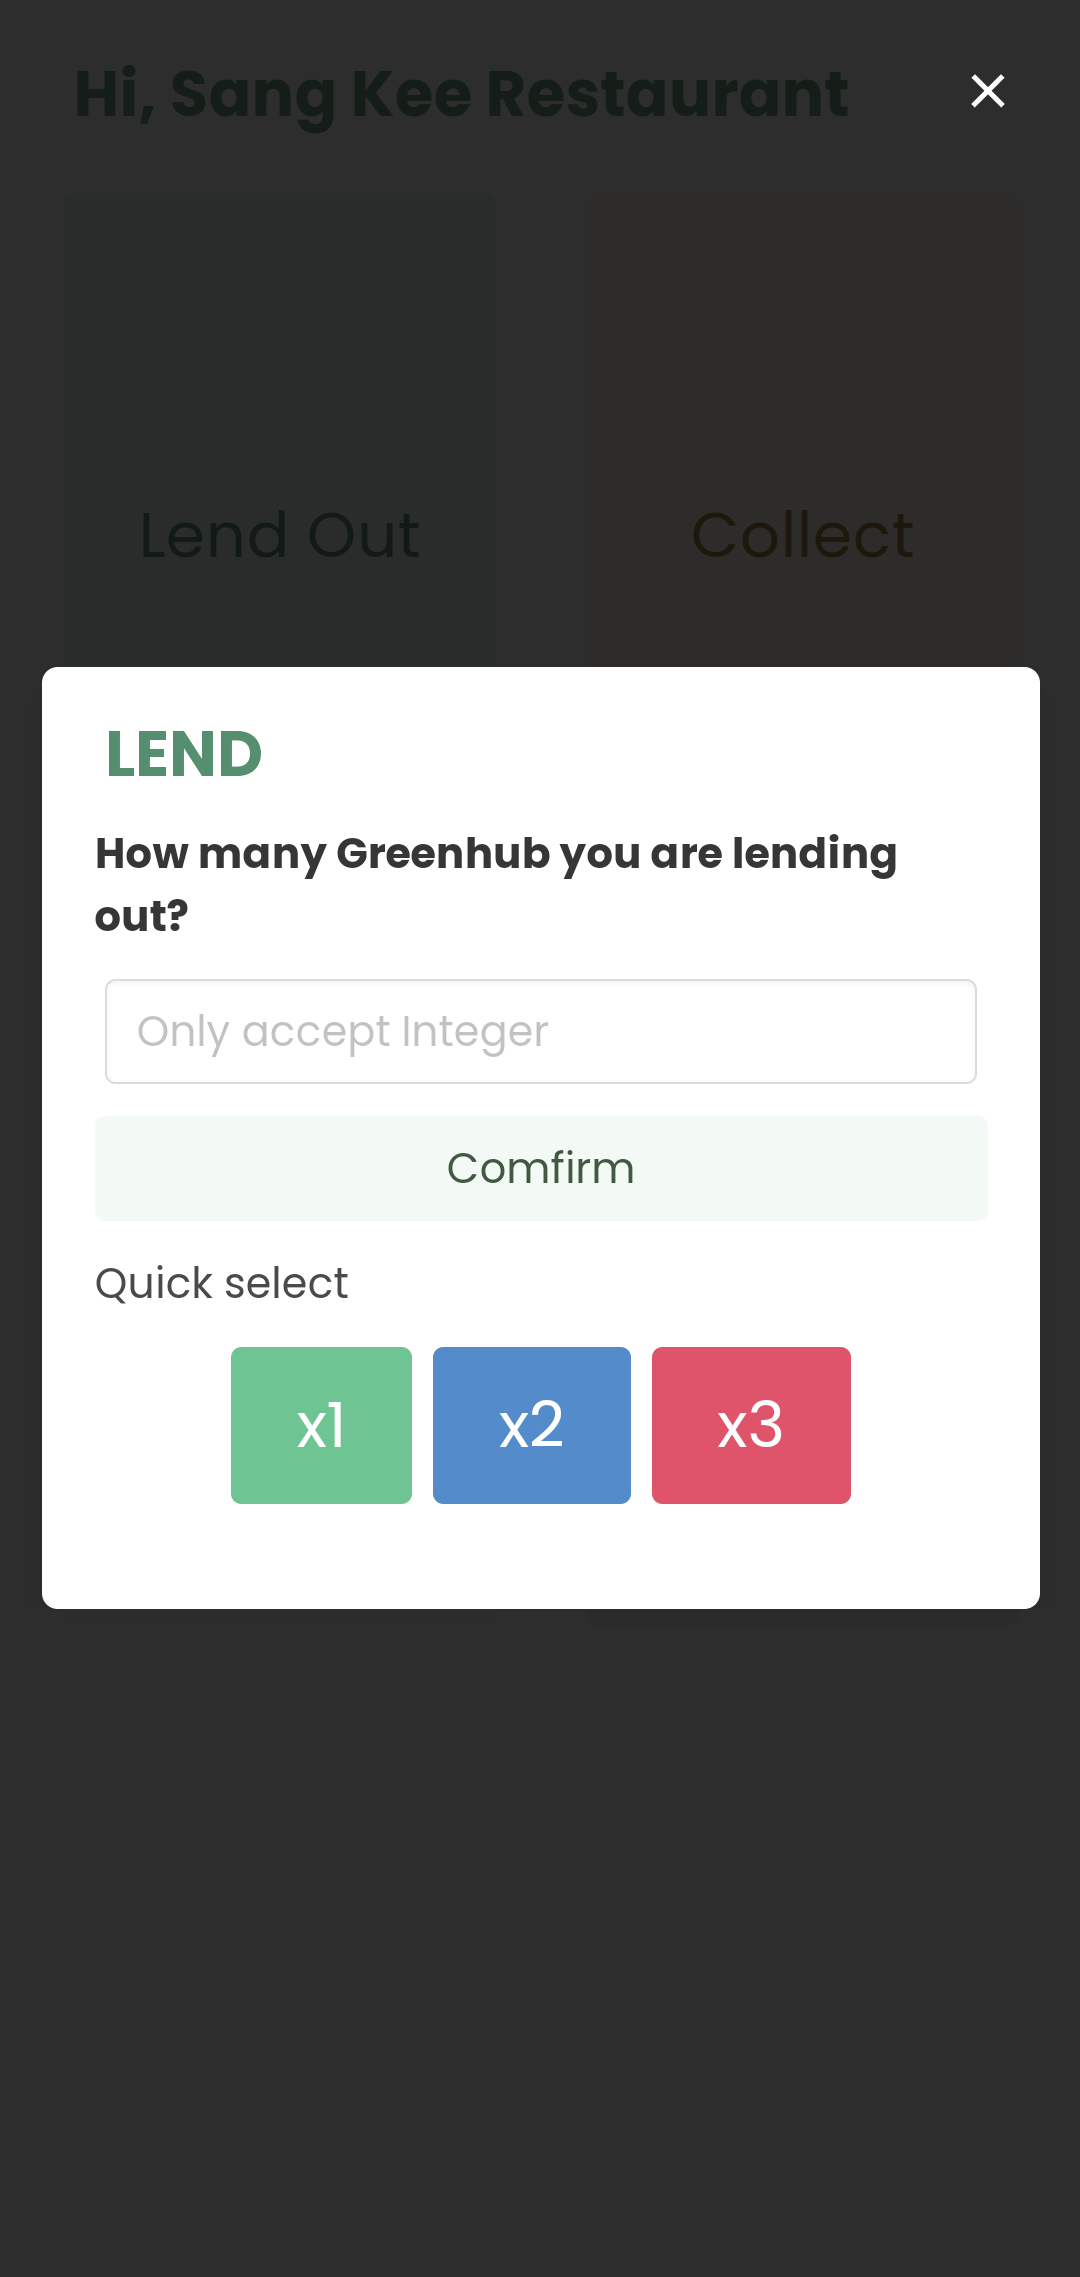 Hi, Sang Kee Restaurant
Lend Out
Collect
LEND
How many Greenhub you are lending
out?
Only accept Integer
Comfirm
Quick select
x1
x2
x3